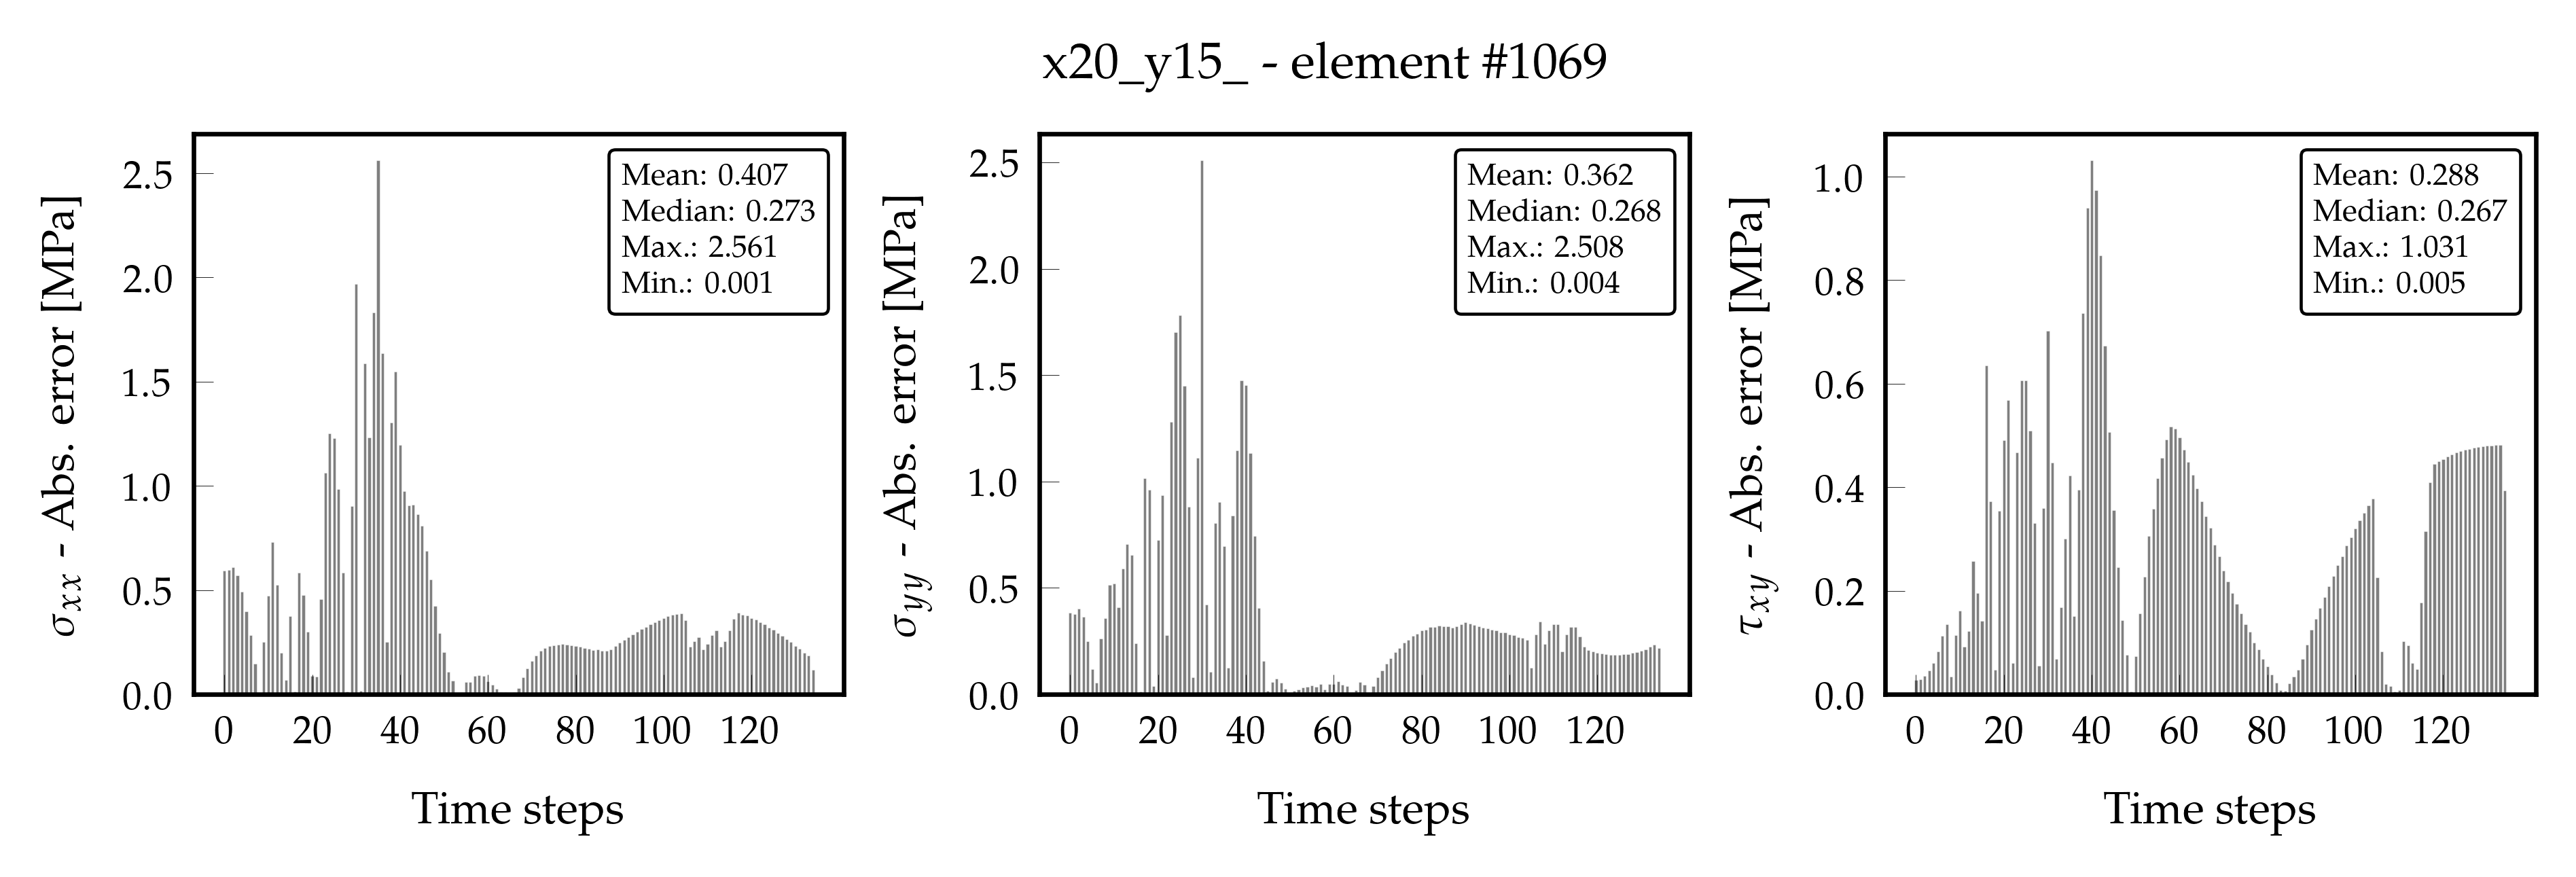 x20_y15_ - element #1069
σxx - Abs. error [MPa]
2.5
2.0
1.5
1.0
0.5
0.0
0 20 40 60 80 100 120
Time steps
Mean: 0.407
Median: 0.273
Max.: 2.561
Min.: 0.001
σyy - Abs. error [MPa]
2.5
2.0
1.5
1.0
0.5
0.0
0 20 40 60 80 100 120
Time steps
Mean: 0.362
Median: 0.268
Max.: 2.508
Min.: 0.004
τxy - Abs. error [MPa]
1.0
0.8
0.6
0.4
0.2
0.0
0 20 40 60 80 100 120
Time steps
Mean: 0.288
Median: 0.267
Max.: 1.031
Min.: 0.005